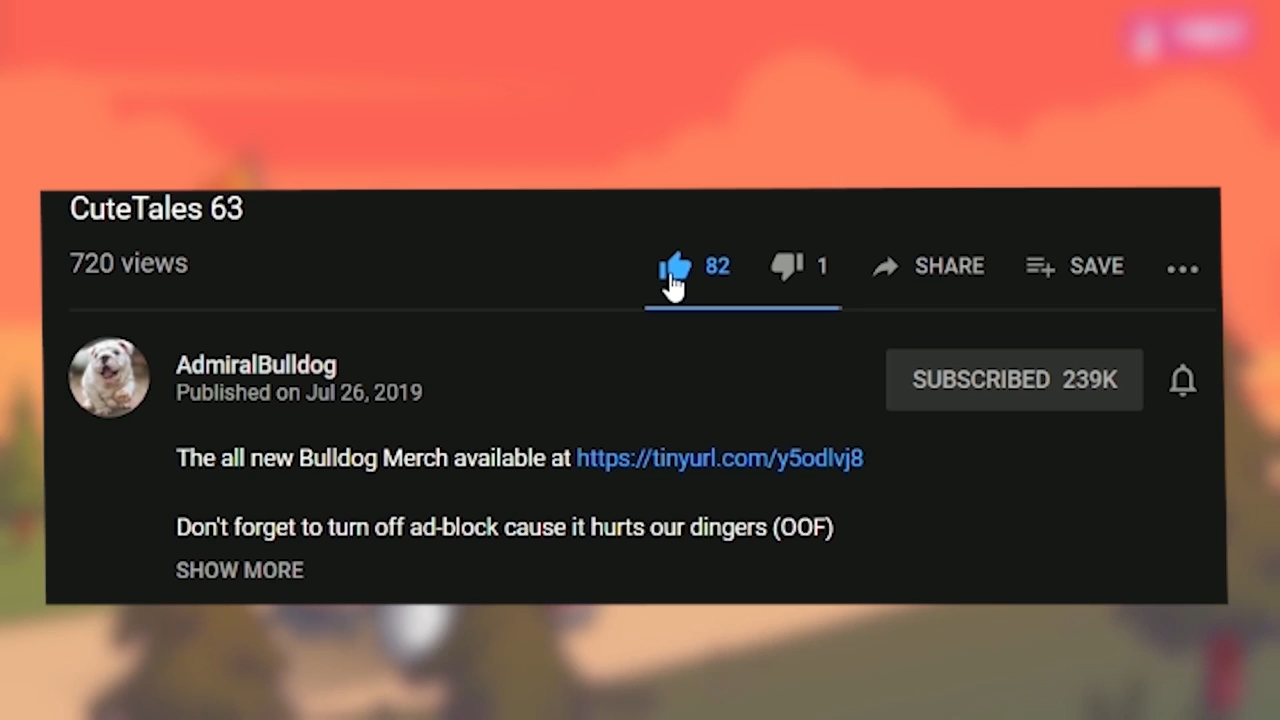 CuteTales 63
720 views
82
1
SHARE
SAVE
AdmiralBulldog
Published on Jul 26, 2019
SUBSCRIBED 239K
The all new Bulldog Merch available at https://tinyurl.com/y5odlvj8
Don't forget to turn off ad-block cause it hurts our dingers (OOF)
SHOW MORE